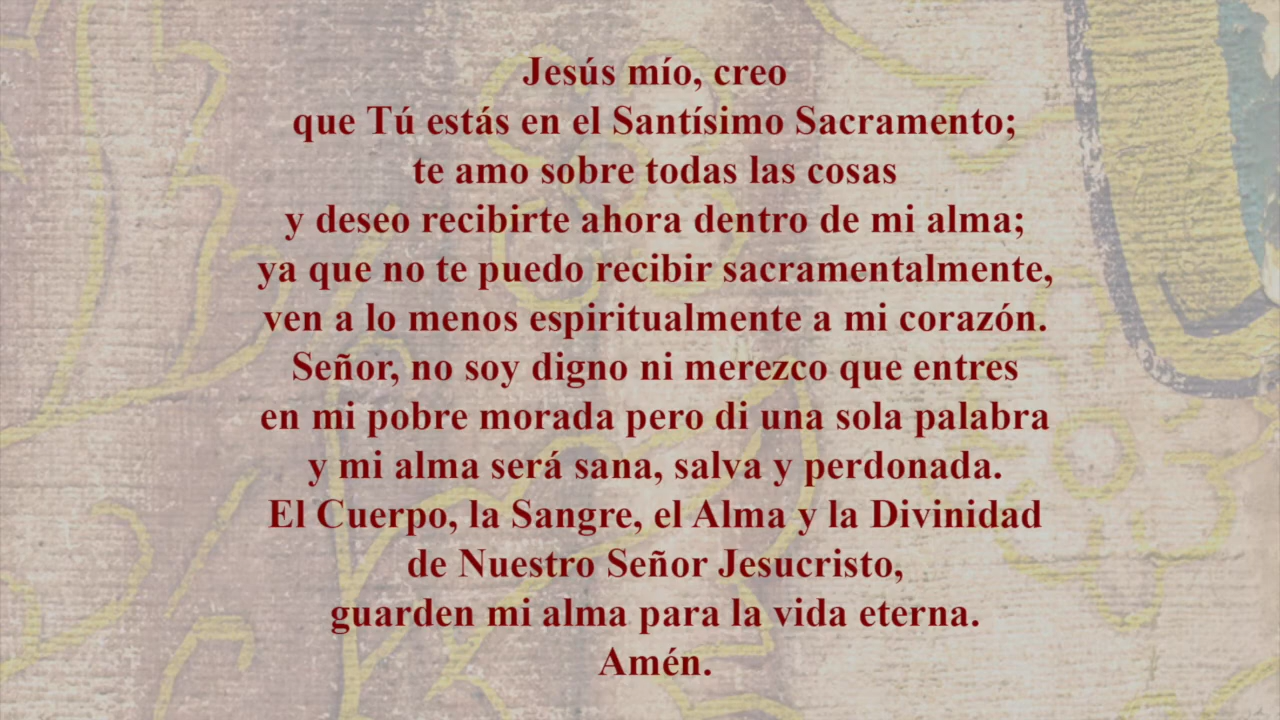 Jesús mío, creo
que Tú estás en el Santísimo Sacramento;
te amo sobre todas las cosas
y deseo recibirte ahora dentro de mi alma;
ya que no te puedo recibir sacramentalmente,
ven a lo menos espiritualmente a mi corazón.
Señor, no soy digno ni merezco que entres
en mi pobre morada pero di una sola palabra
y mi alma será sana, salva y perdonada.
El Cuerpo, la Sangre, el Alma y la Divinidad
de Nuestro Señor Jesucristo,
guarden mi alma para la vida eterna.
Amén.